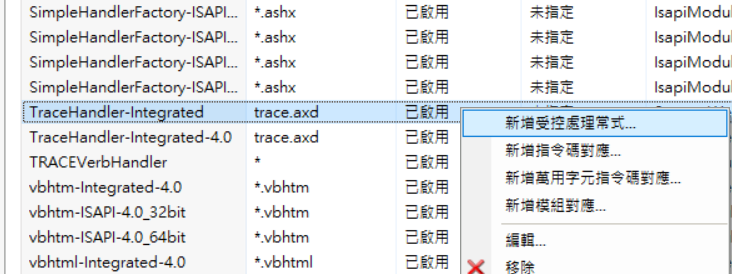 SimpleHandlerFactory-ISAPI... *.ashx 已啟用 未指定 IsapiModul
SimpleHandlerFactory-ISAPI... *.ashx 已啟用 未指定 IsapiModul
SimpleHandlerFactory-ISAPI... *.ashx 已啟用 未指定 IsapiModul
SimpleHandlerFactory-ISAPI... *.ashx 已啟用 未指定 IsapiModul
TraceHandler-Integrated trace.axd 已啟用
TraceHandler-Integrated-4.0 trace.axd 已啟用
TRACEVerbHandler * 已啟用
vbhtm-Integrated-4.0 *.vbhtm 已啟用
vbhtm-ISAPI-4.0_32bit *.vbhtm 已啟用
vbhtm-ISAPI-4.0_64bit *.vbhtm 已啟用
vbhtml-Integrated-4.0 *.vbhtml 已啟用
新增受控處理常式...
新增指令碼對應...
新增萬用字元指令碼對應...
新增模組對應...
編輯...
移除